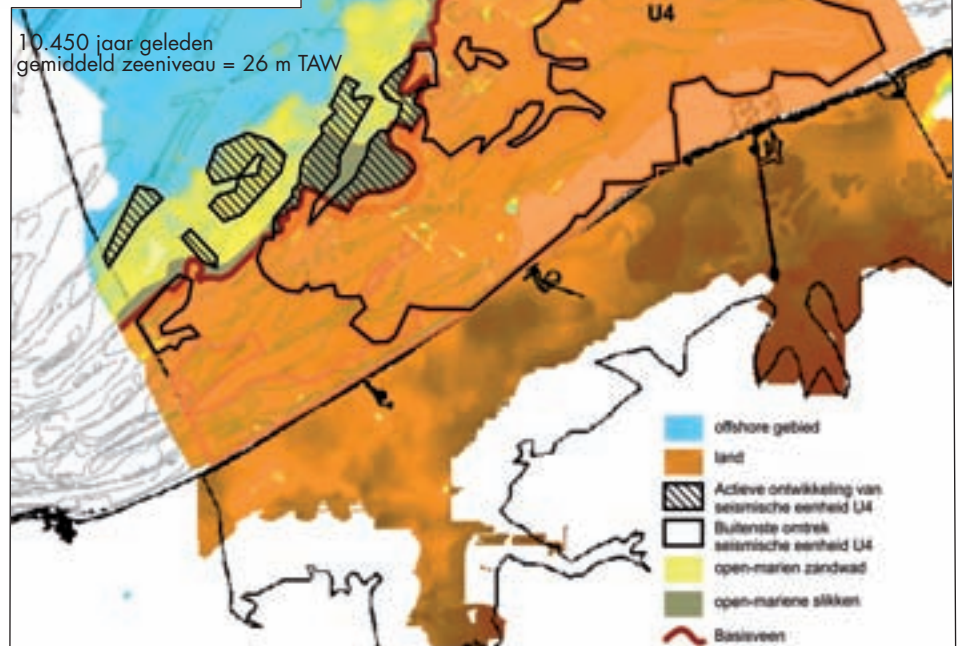 U4
10.450 jaar geleden
gemiddeld zeeniveau = 26 m TAW
offshore gebied
land
Actieve ontwikkeling van
seismische eenheid U4
Buitenste omtrek
seismische eenheid U4
open-marien zandwad
open-mariene slikken
Basisveen